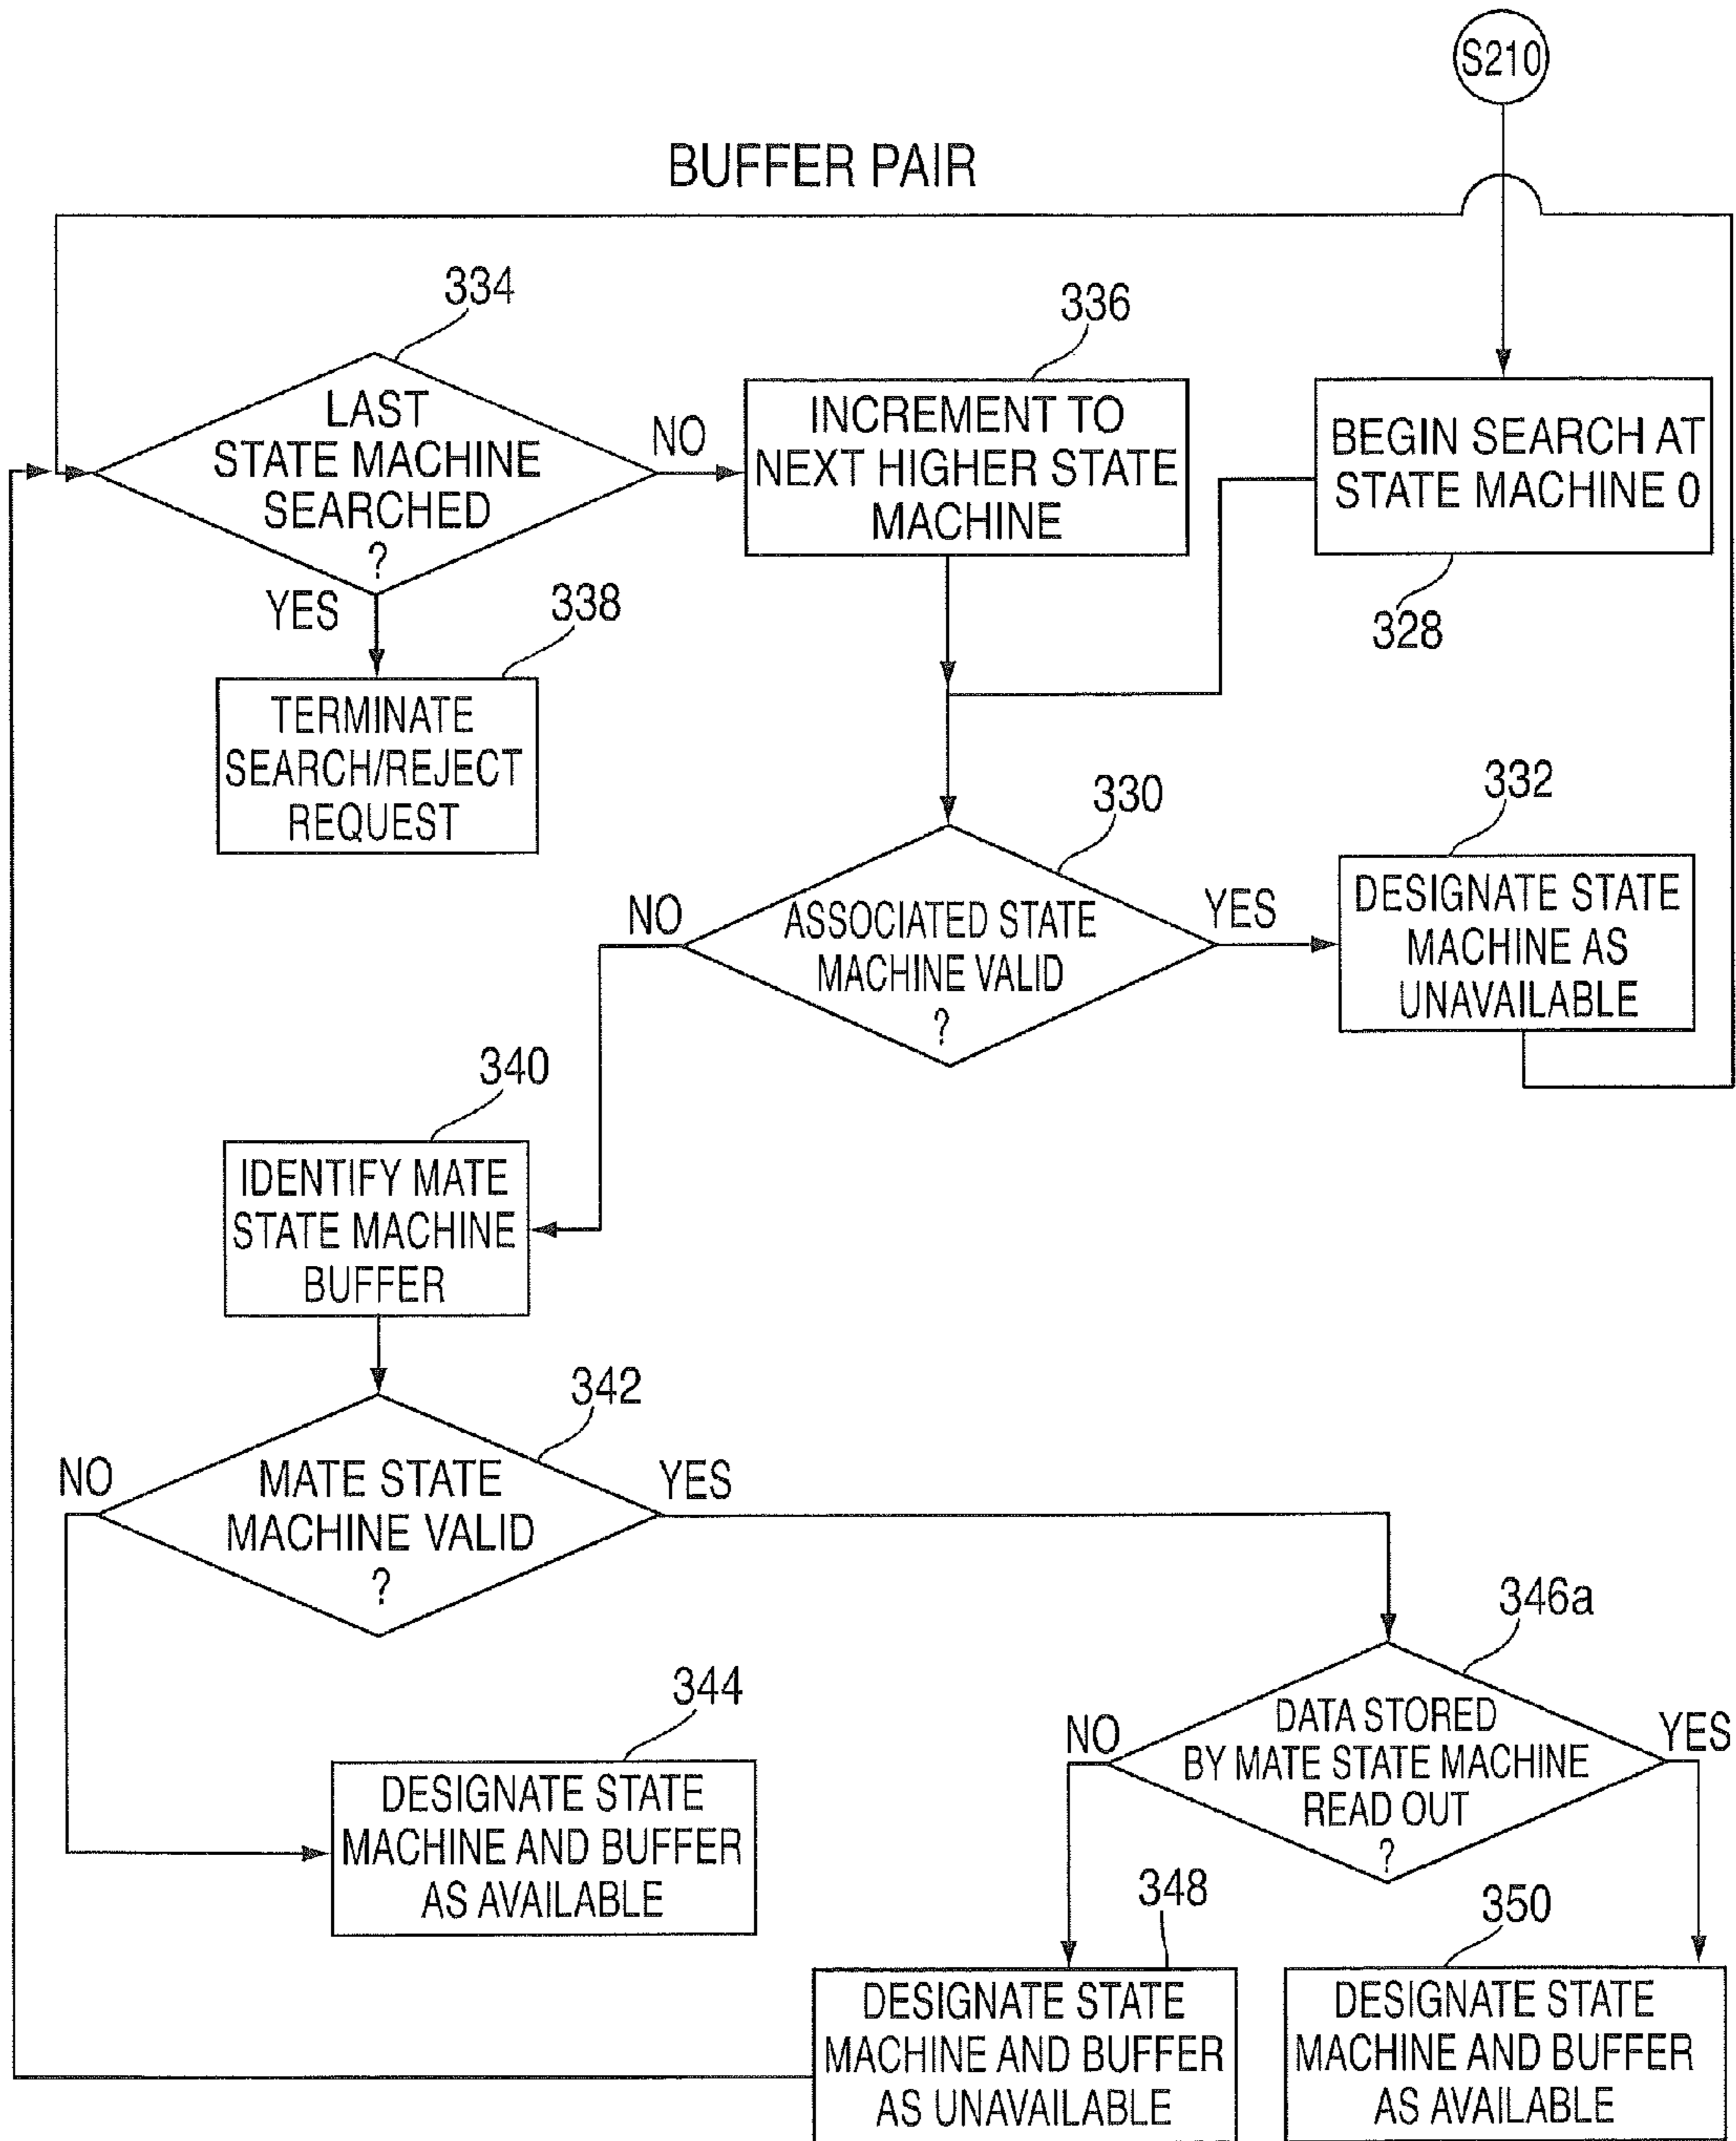 S210
BUFFER PAIR
334
LAST
STATE MACHINE
SEARCHED
?
NO
YES
336
INCREMENT TO
NEXT HIGHER STATE
MACHINE
BEGIN SEARCH AT
STATE MACHINE 0
328
338
TERMINATE
SEARCH/REJECT
REQUEST
330
ASSOCIATED STATE
MACHINE VALID
?
NO
YES
332
DESIGNATE STATE
MACHINE AS
UNAVAILABLE
340
IDENTIFY MATE
STATE MACHINE
BUFFER
342
NO
MATE STATE
MACHINE VALID
?
YES
346a
DATA STORED
BY MATE STATE MACHINE
READ OUT
?
NO
YES
344
DESIGNATE STATE
MACHINE AND BUFFER
AS AVAILABLE
348
DESIGNATE STATE
MACHINE AND BUFFER
AS UNAVAILABLE
350
DESIGNATE STATE
MACHINE AND BUFFER
AS AVAILABLE